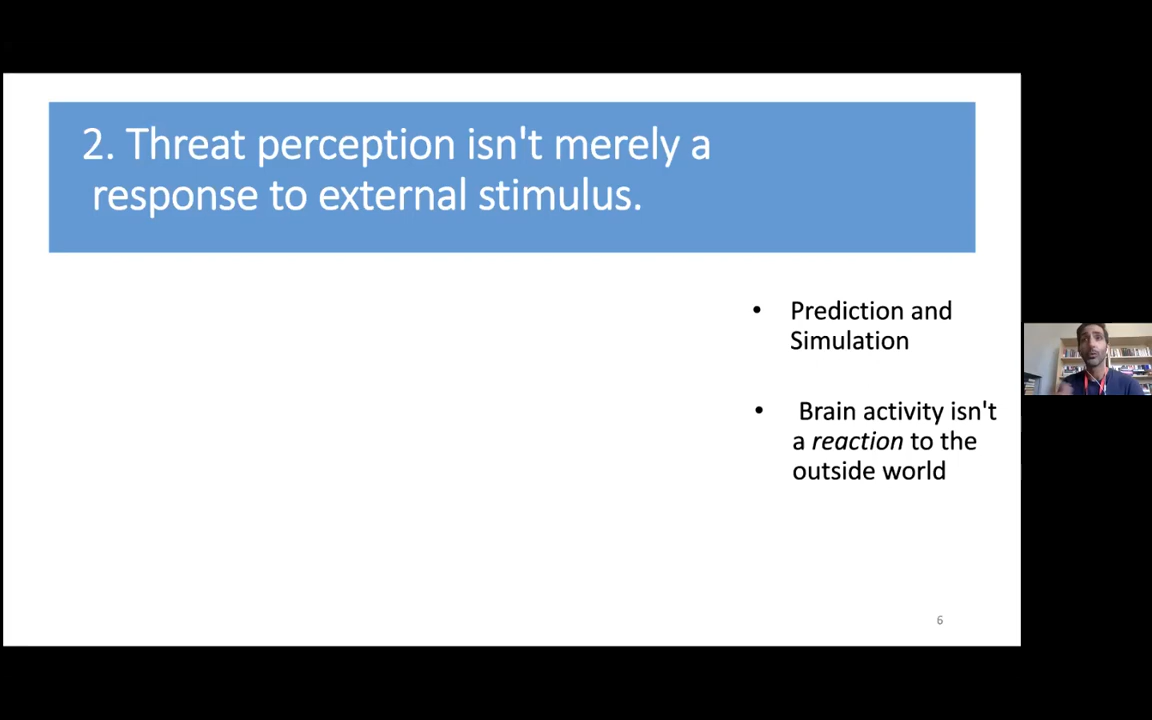 2. Threat perception isn't merely a
response to external stimulus.
• Prediction and
Simulation
• Brain activity isn't
a reaction to the
outside world
6